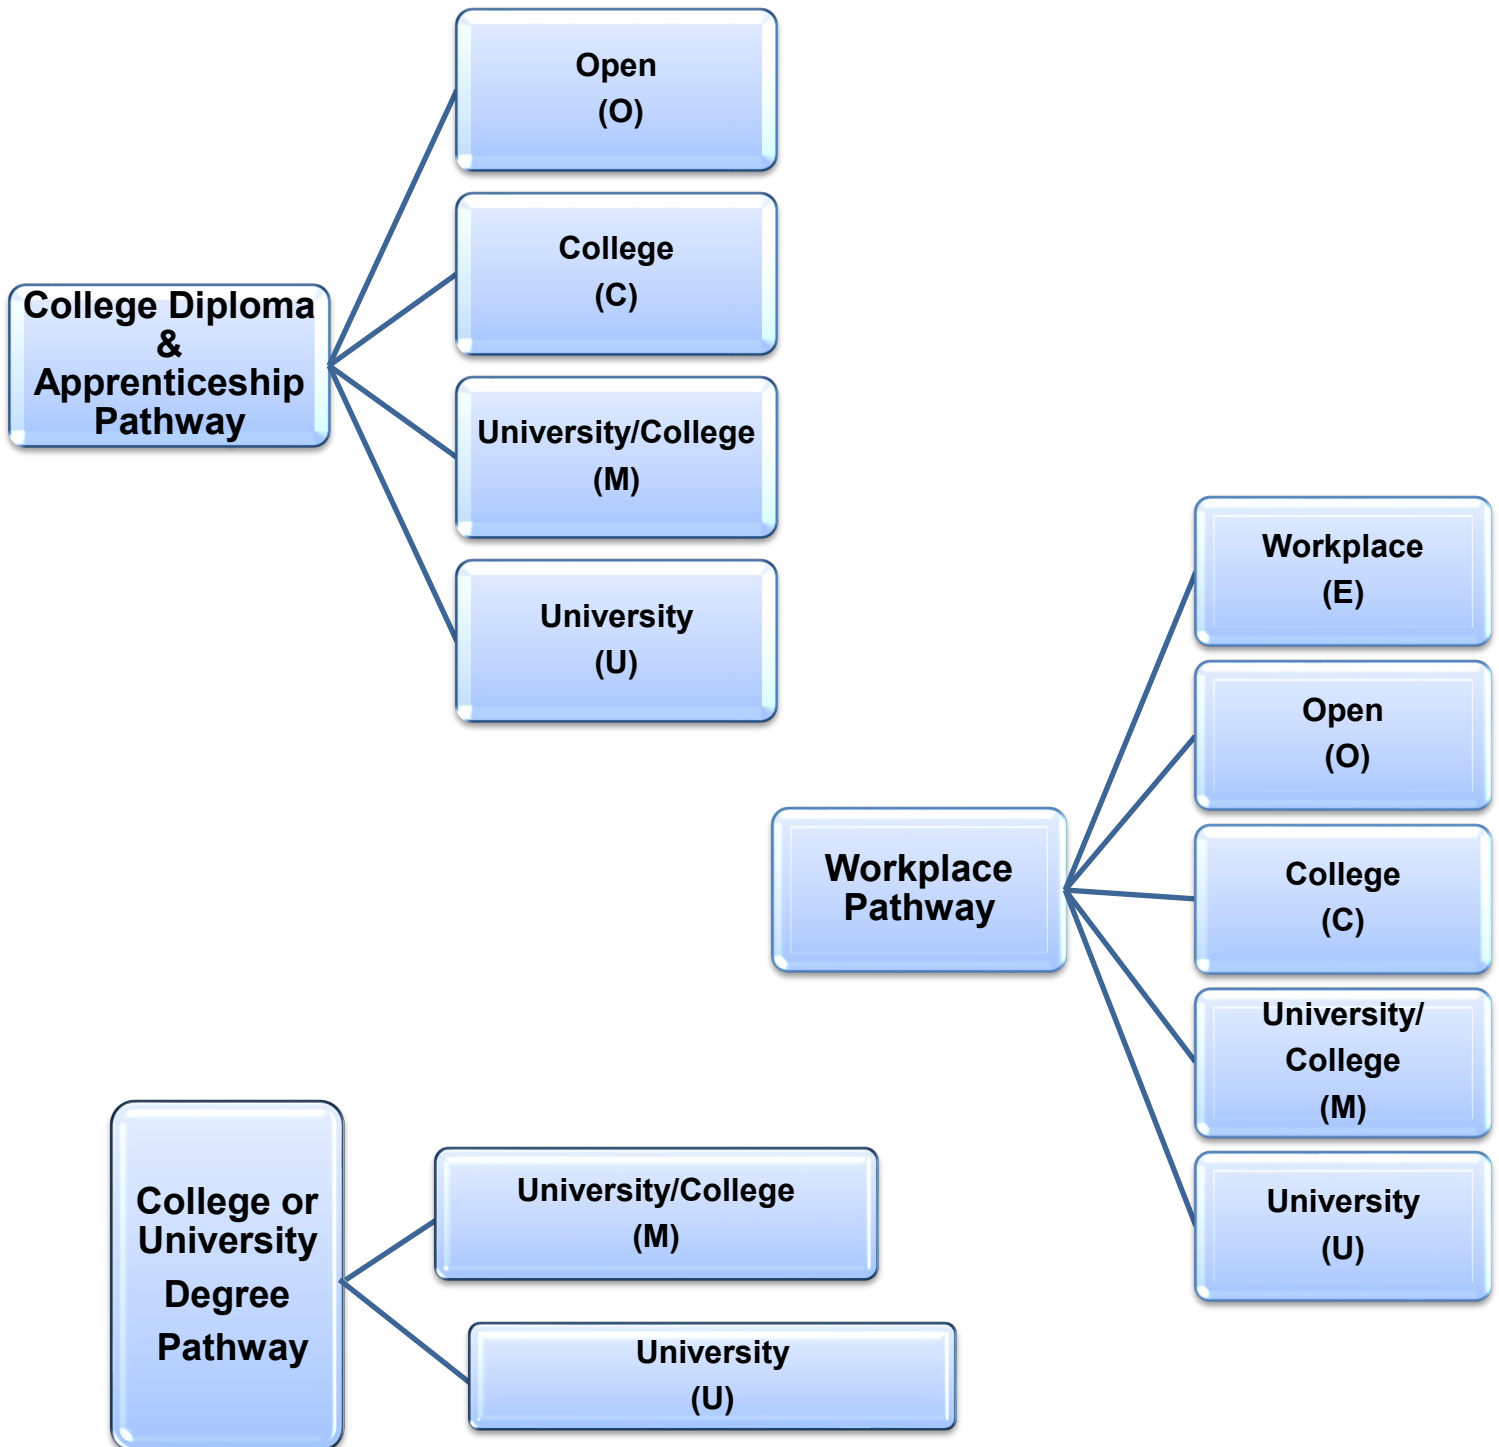 College Diploma
&
Apprenticeship
Pathway
Open
(O)
College
(C)
University/College
(M)
University
(U)
Workplace
Pathway
Workplace
(E)
Open
(O)
College
(C)
University/
College
(M)
University
(U)
College or
University
Degree
Pathway
University/College
(M)
University
(U)